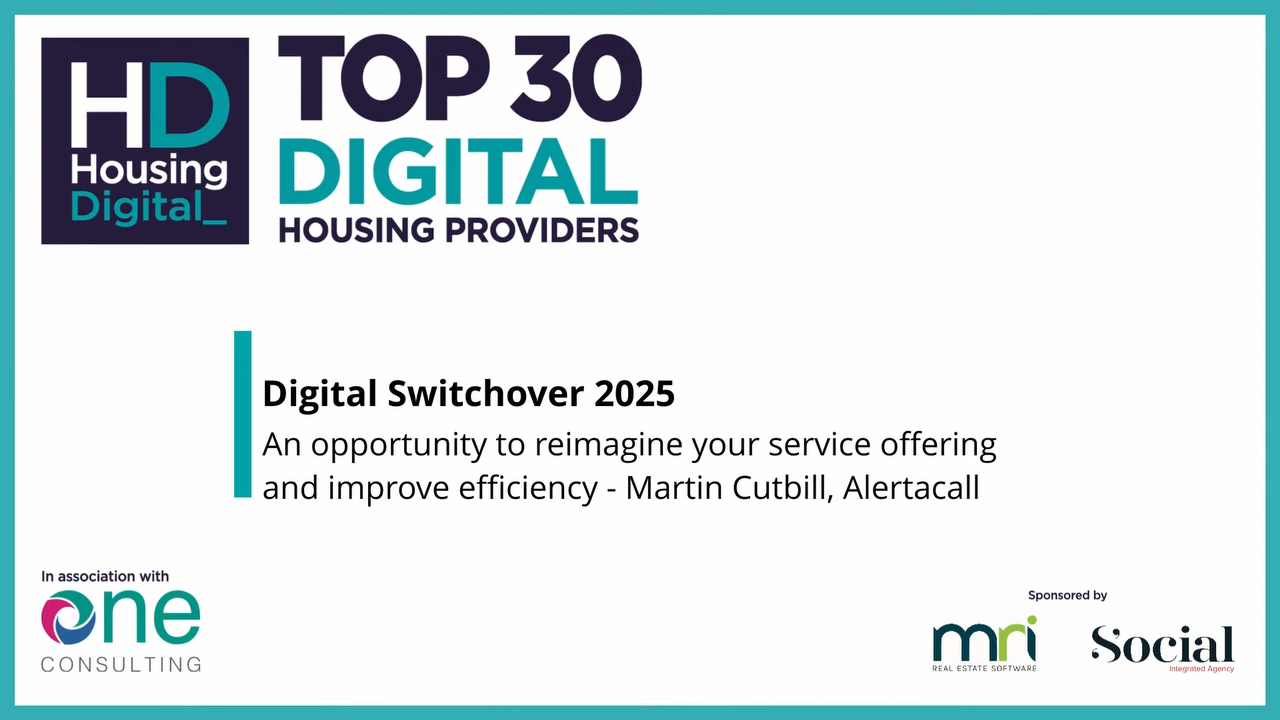 HD
Housing
Digital_
TOP 30
DIGITAL
HOUSING PROVIDERS
Digital Switchover 2025
An opportunity to reimagine your service offering
and improve efficiency - Martin Cutbill, Alertacall
In association with
one
CONSULTING
Sponsored by
mri
REAL ESTATE SOFTWARE
Social
Integrated Agency